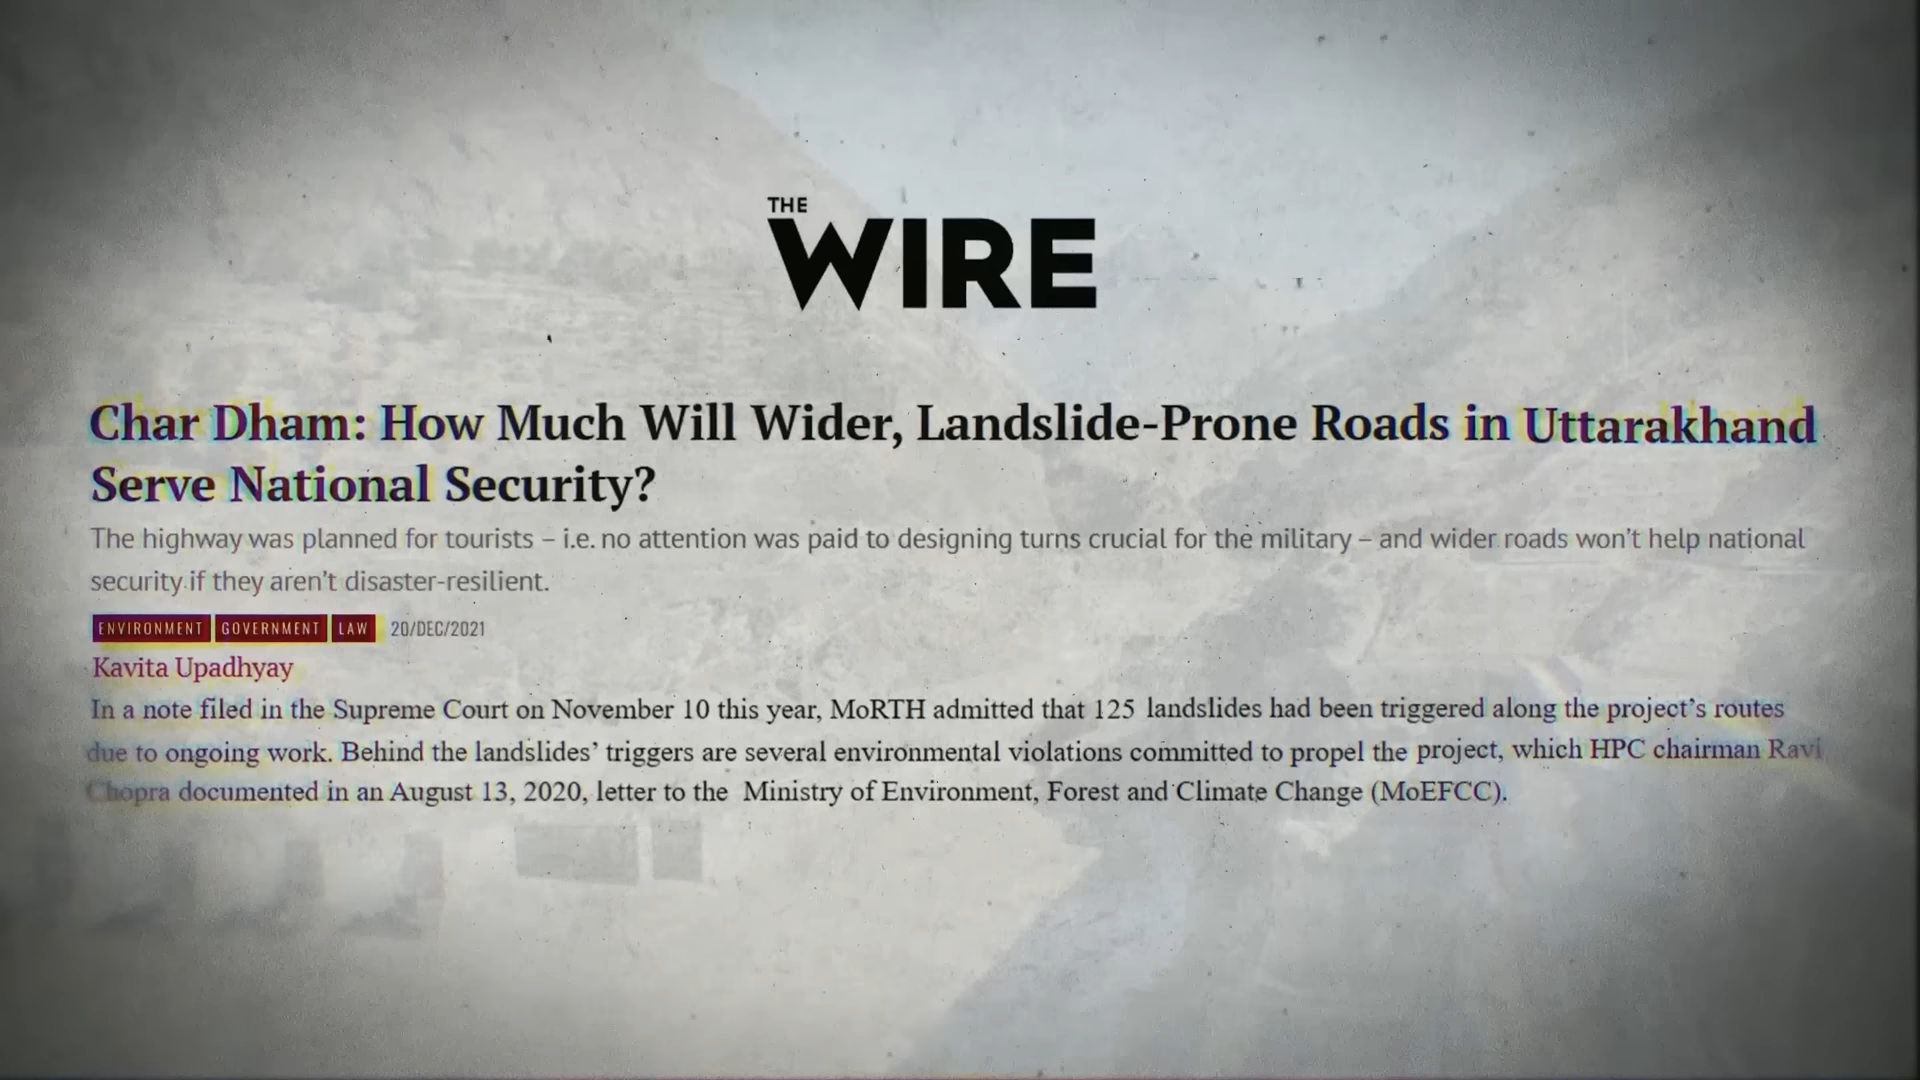 THE
WIRE
Char Dham: How Much Will Wider, Landslide-Prone Roads in Uttarakhand
Serve National Security?
The highway was planned for tourists – i.e. no attention was paid to designing turns crucial for the military – and wider roads won't help national
security if they aren't disaster-resilient.
ENVIRONMENT GOVERNMENT LAW 20/DEC/2021
Kavita Upadhyay
In a note filed in the Supreme Court on November 10 this year, MoRTH admitted that 125 landslides had been triggered along the project's routes
due to ongoing work. Behind the landslides' triggers are several environmental violations committed to propel the project, which HPC chairman Ravi
Chopra documented in an August 13, 2020, letter to the Ministry of Environment, Forest and Climate Change (MoEFCC).